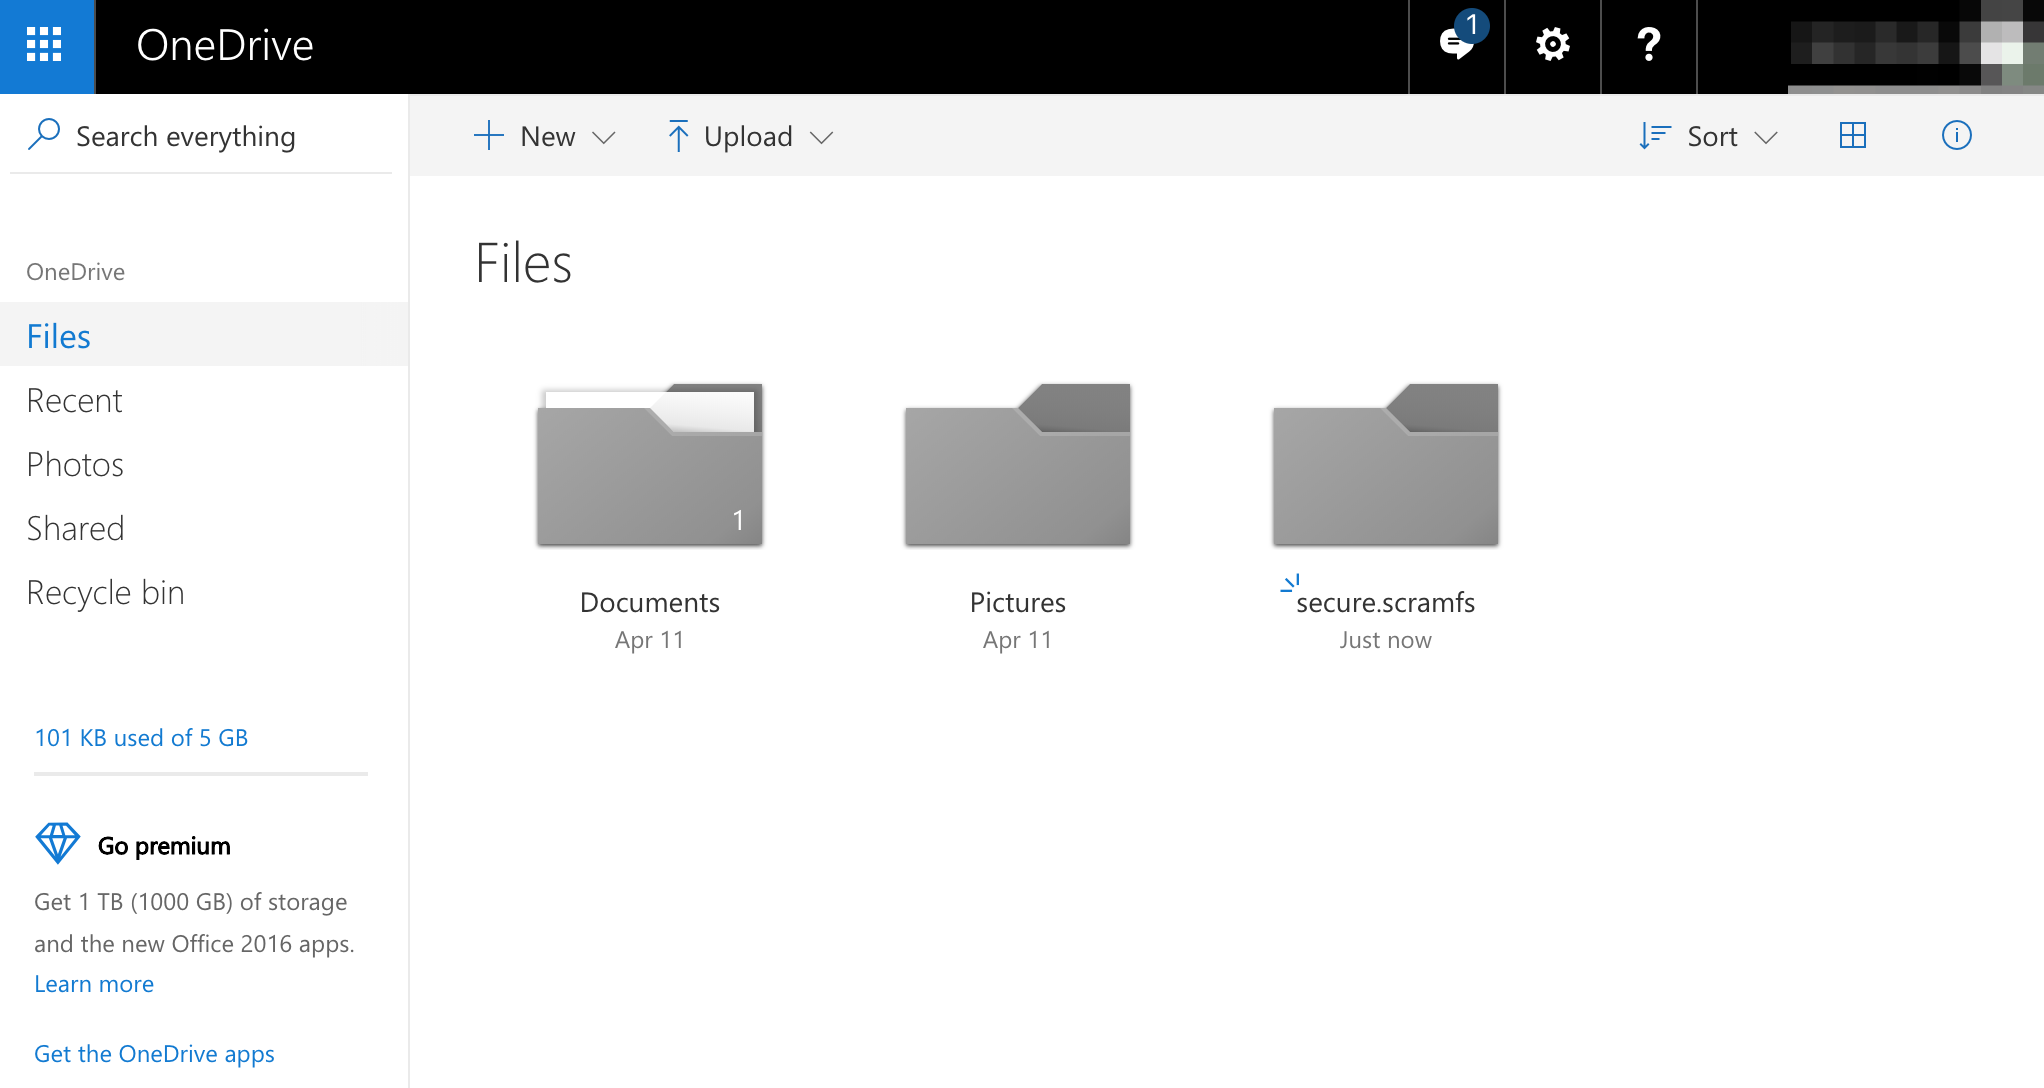 OneDrive
1
?
Search everything
New
Upload
Sort
OneDrive
Files
Recent
Photos
Shared
Recycle bin
101 KB used of 5 GB
Go premium
Get 1 TB (1000 GB) of storage
and the new Office 2016 apps.
Learn more
Get the OneDrive apps
Files
1
Documents
Apr 11
Pictures
Apr 11
secure.scramfs
Just now